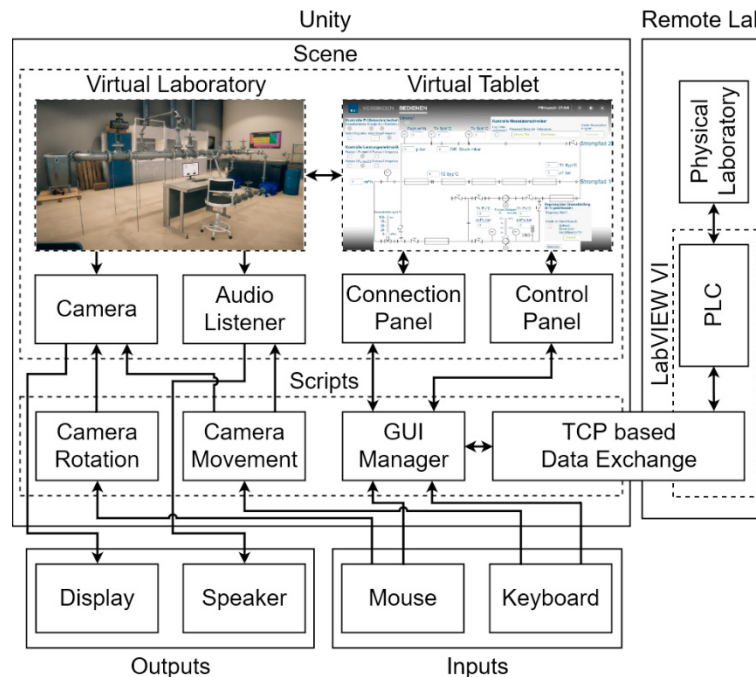 Unity
Remote Lab
Scene
Virtual Laboratory
Virtual Tablet
BEDIENEN
Camera
Audio
Listener
Connection
Panel
Control
Panel
Physical
Laboratory
PLC
LabVIEW VI
Scripts
Camera
Rotation
Camera
Movement
GUI
Manager
TCP based
Data Exchange
Display
Speaker
Mouse
Keyboard
Outputs
Inputs